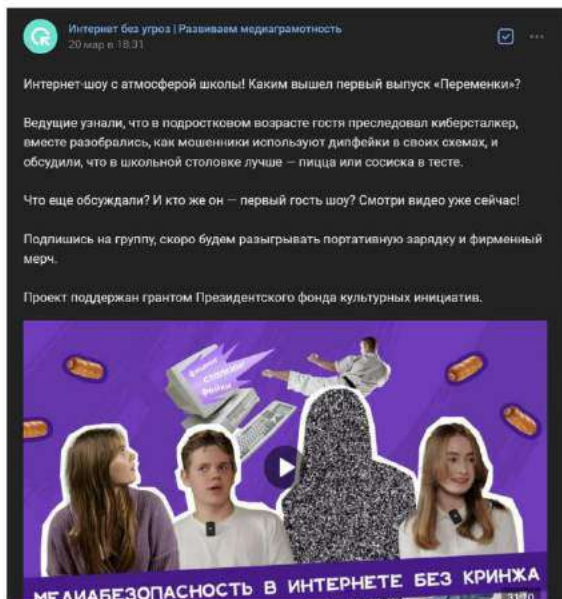 Интернет без угроз | Развиваем медиаграмотность
20 мар в 18:31
Интернет-шоу с атмосферой школы! Каким вышел первый выпуск «Переменки»?
Ведущие узнали, что в подростковом возрасте гостя преследовал киберсталкер,
вместе разобрались, как мошенники используют дипфейки в своих схемах, и
обсудили, что в школьной столовке лучше — пицца или сосиска в тесте.
Что еще обсуждали? И кто же он — первый гость шоу? Смотри видео уже сейчас!
Подпишись на группу, скоро будем разыгрывать портативную зарядку и фирменный
мерч.
Проект поддержан грантом Президентского фонда культурных инициатив.
сталкинг
фейки
МЕДИАБЕЗОПАСНОСТЬ В ИНТЕРНЕТЕ БЕЗ КРИНЖА